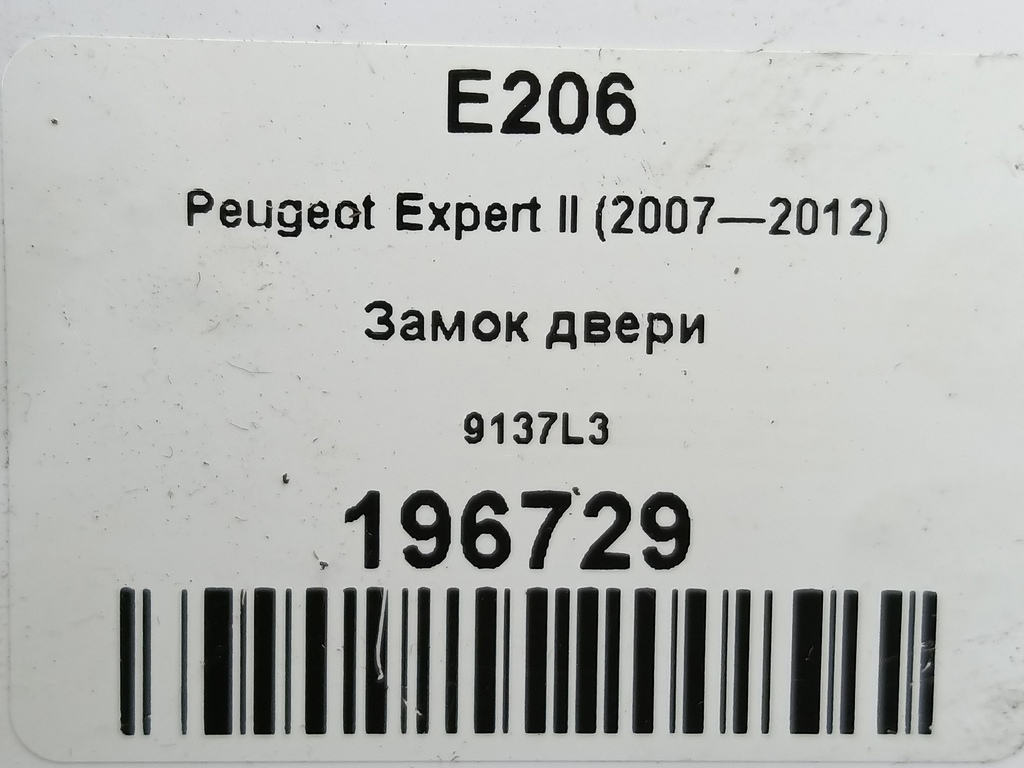 E206
Peugeot Expert II (2007—2012)
Замок двери
9137L3
196729